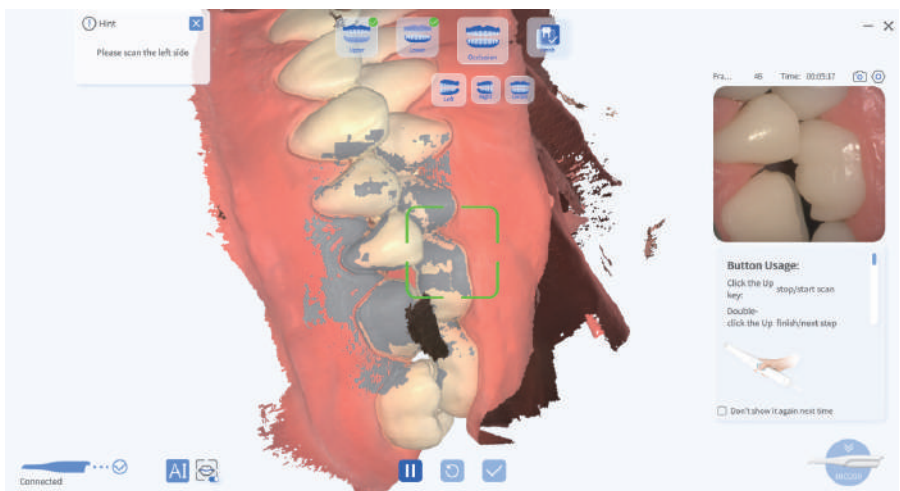 Hint
Please scan the left side
Upper
Lower
Occlusion
Left
Right
Fra... 46 Time: 00:05:37
Button Usage:
Click the Up
key:
stop/start scan
Double-
click the Up
finish/next step
Don't show it again next time
AI
Connected